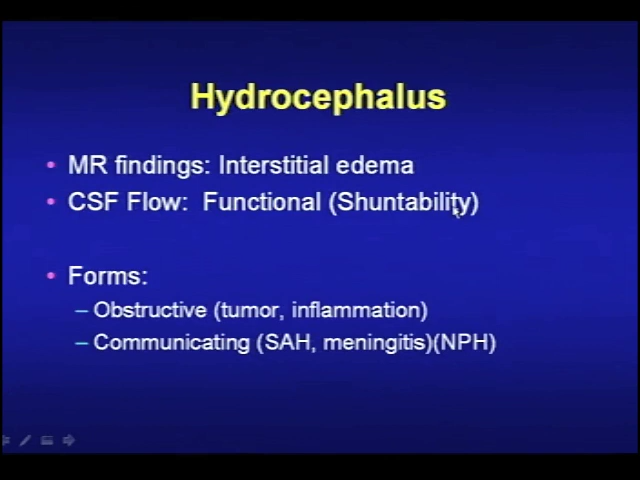 Hydrocephalus
• MR findings: Interstitial edema
• CSF Flow: Functional (Shuntability)
• Forms:
– Obstructive (tumor, inflammation)
– Communicating (SAH, meningitis)(NPH)